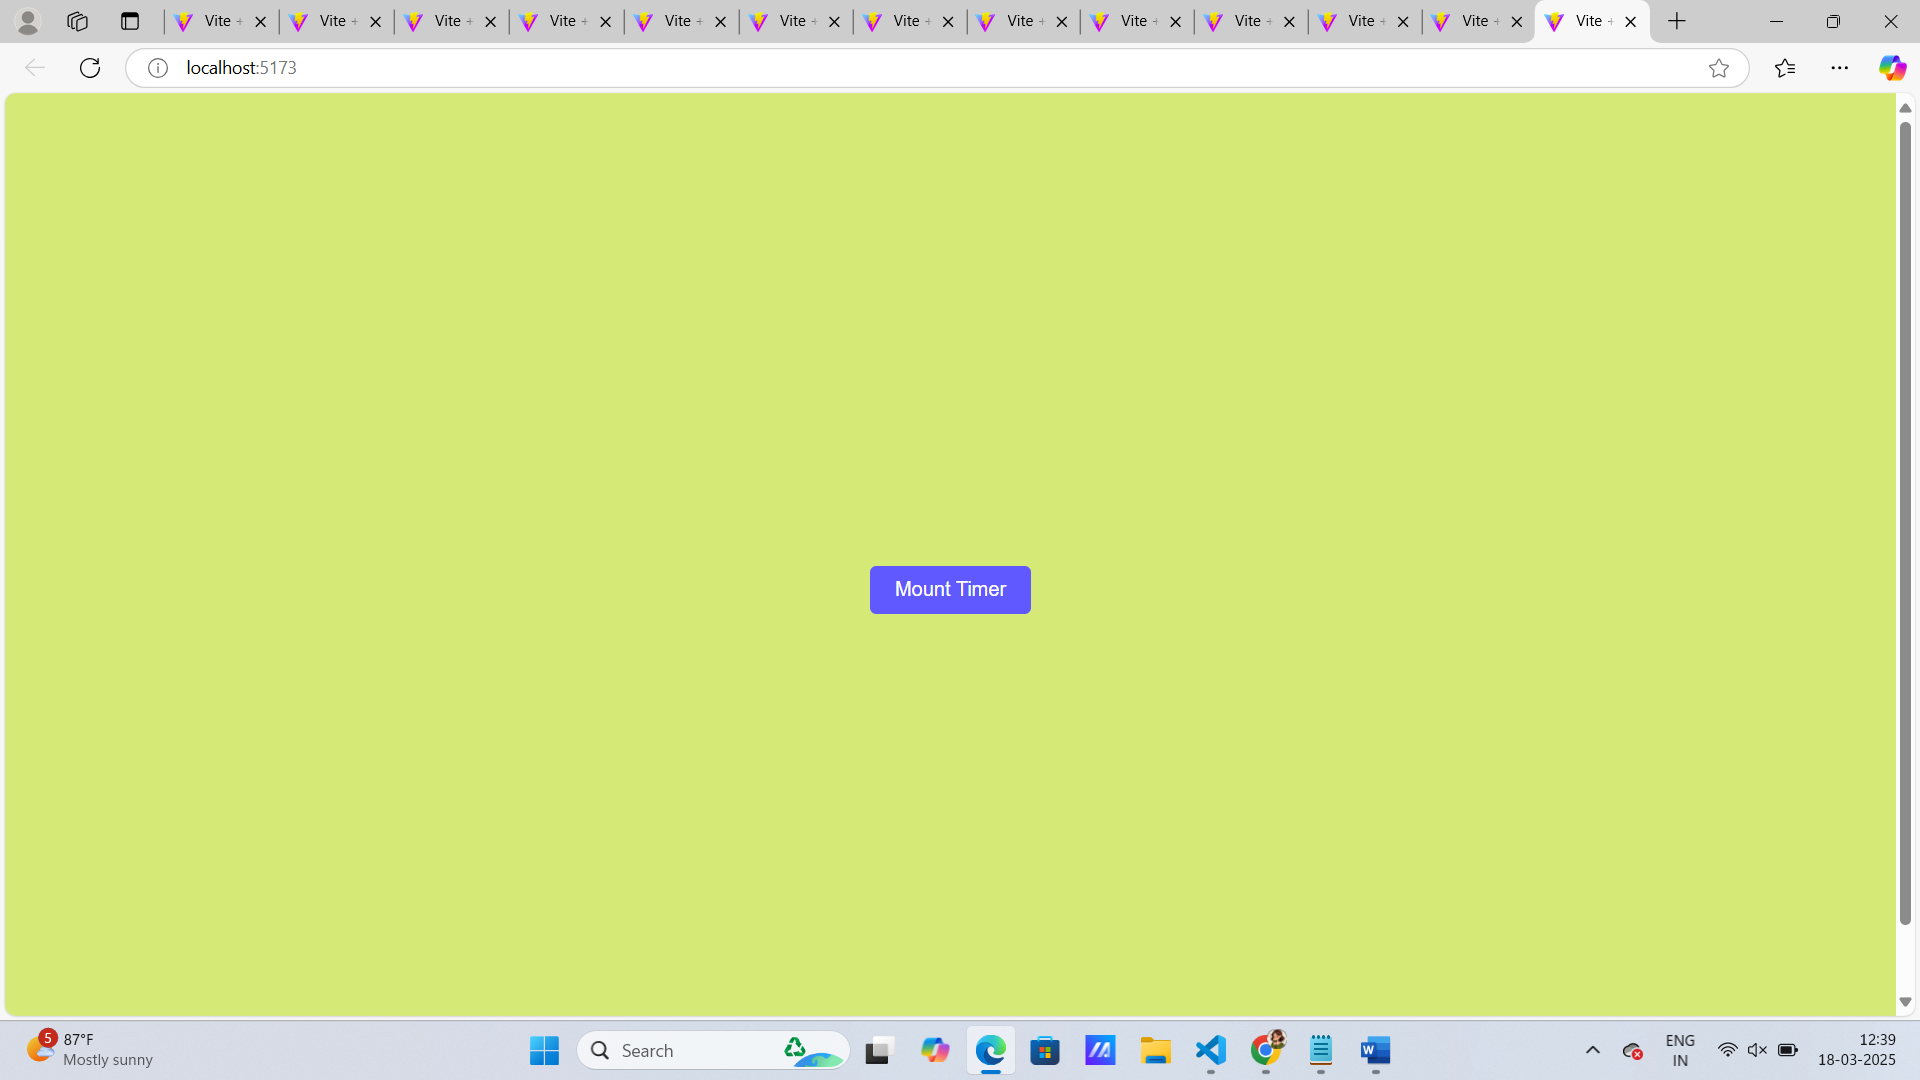 Vite + Vite + Vite + Vite + Vite + Vite + Vite + Vite + Vite + Vite + Vite + Vite + Vite +
localhost:5173
Mount Timer
5
87°F
Mostly sunny
Search
W
ENG
IN
12:39
18-03-2025